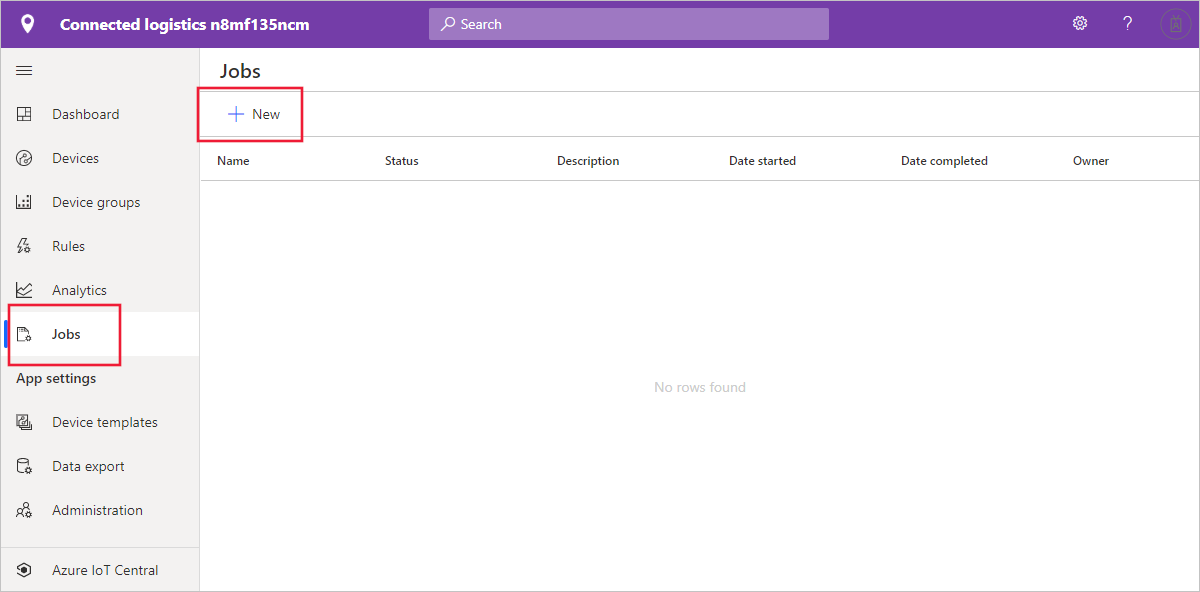 Connected logistics n8mf135ncm
Search
?
Jobs
Dashboard
Devices
Device groups
Rules
Analytics
Jobs
App settings
Device templates
Data export
Administration
Azure IoT Central
+ New
Name Status Description Date started Date completed Owner
No rows found